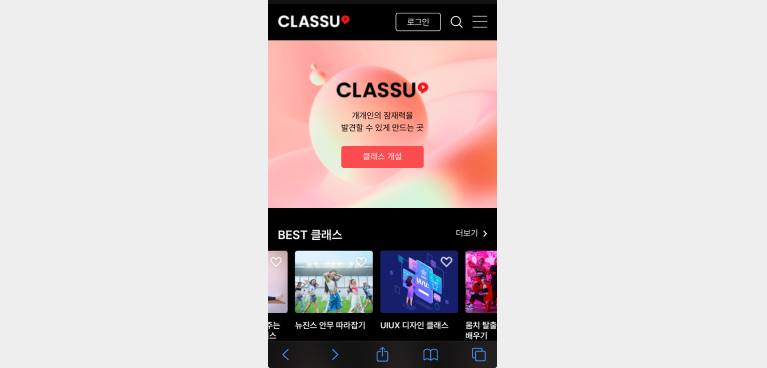 CLASSU
로그인
CLASSU
개개인의 잠재력을
발견할 수 있게 만드는 곳
클래스 개설
BEST 클래스
더보기
주는
스
뉴진스 안무 따라잡기
UIUX 디자인 클래스
몸치 탈출
배우기